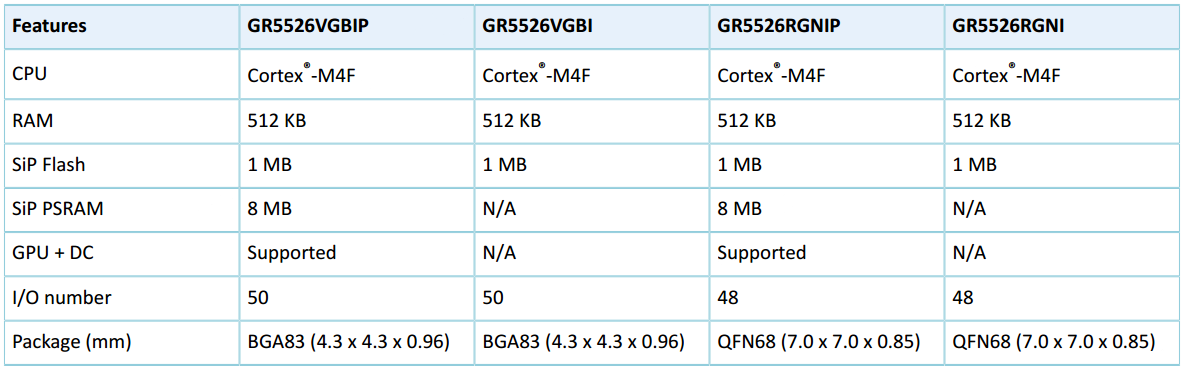 Features GR5526VGBIP GR5526VGBI GR5526RGNIP GR5526RGNI
CPU Cortex®-M4F Cortex®-M4F Cortex®-M4F Cortex®-M4F
RAM 512 KB 512 KB 512 KB 512 KB
SiP Flash 1 MB 1 MB 1 MB 1 MB
SiP PSRAM 8 MB N/A 8 MB N/A
GPU + DC Supported N/A Supported N/A
I/O number 50 50 48 48
Package (mm) BGA83 (4.3 x 4.3 x 0.96) BGA83 (4.3 x 4.3 x 0.96) QFN68 (7.0 x 7.0 x 0.85) QFN68 (7.0 x 7.0 x 0.85)